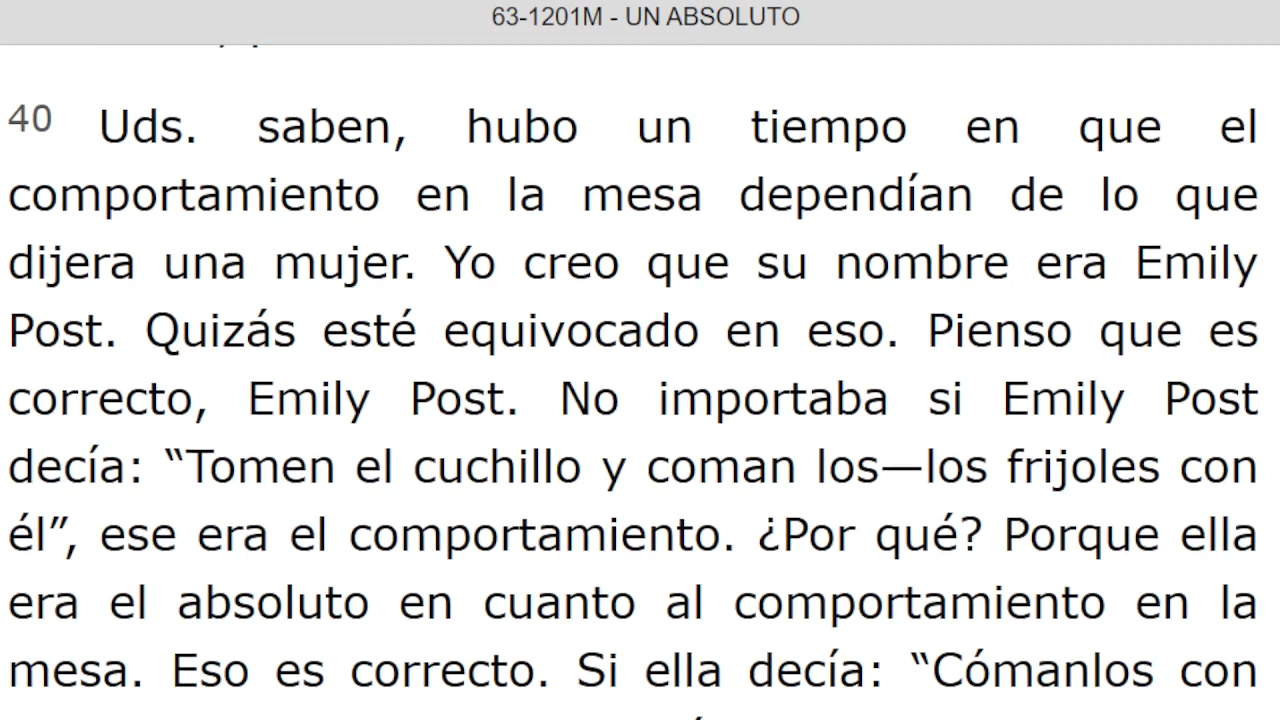 63-1201M - UN ABSOLUTO
40 Uds. saben, hubo un tiempo en que el
comportamiento en la mesa dependían de lo que
dijera una mujer. Yo creo que su nombre era Emily
Post. Quizás esté equivocado en eso. Pienso que es
correcto, Emily Post. No importaba si Emily Post
decía: “Tomen el cuchillo y coman los—los frijoles con
él”, ese era el comportamiento. ¿Por qué? Porque ella
era el absoluto en cuanto al comportamiento en la
mesa. Eso es correcto. Si ella decía: “Cómanlos con